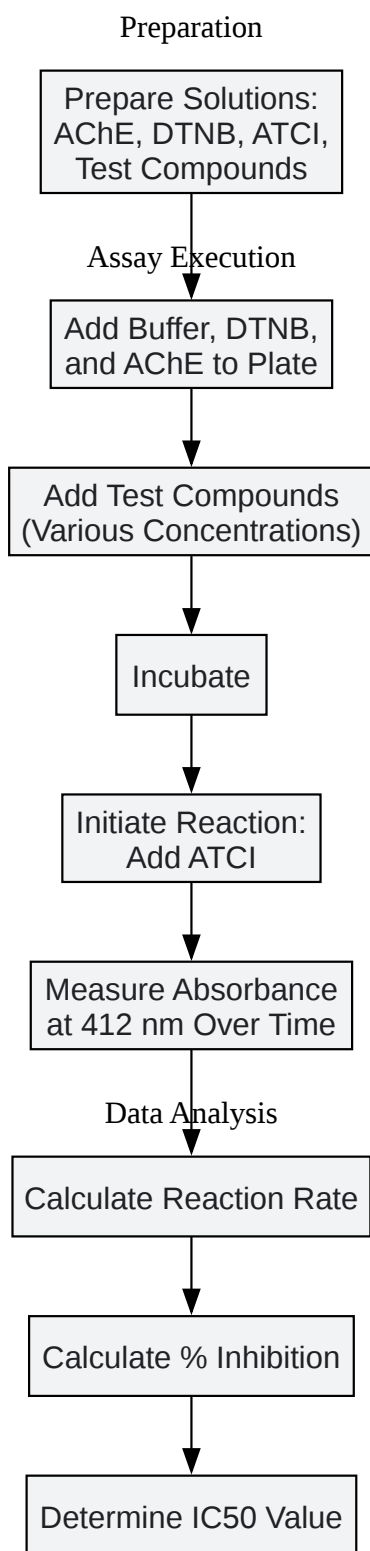 Preparation
Prepare Solutions:
AChE, DTNB, ATCI,
Test Compounds
Assay Execution
Add Buffer, DTNB,
and AChE to Plate
Add Test Compounds
(Various Concentrations)
Incubate
Initiate Reaction:
Add ATCI
Measure Absorbance
at 412 nm Over Time
Data Analysis
Calculate Reaction Rate
Calculate % Inhibition
Determine IC50 Value